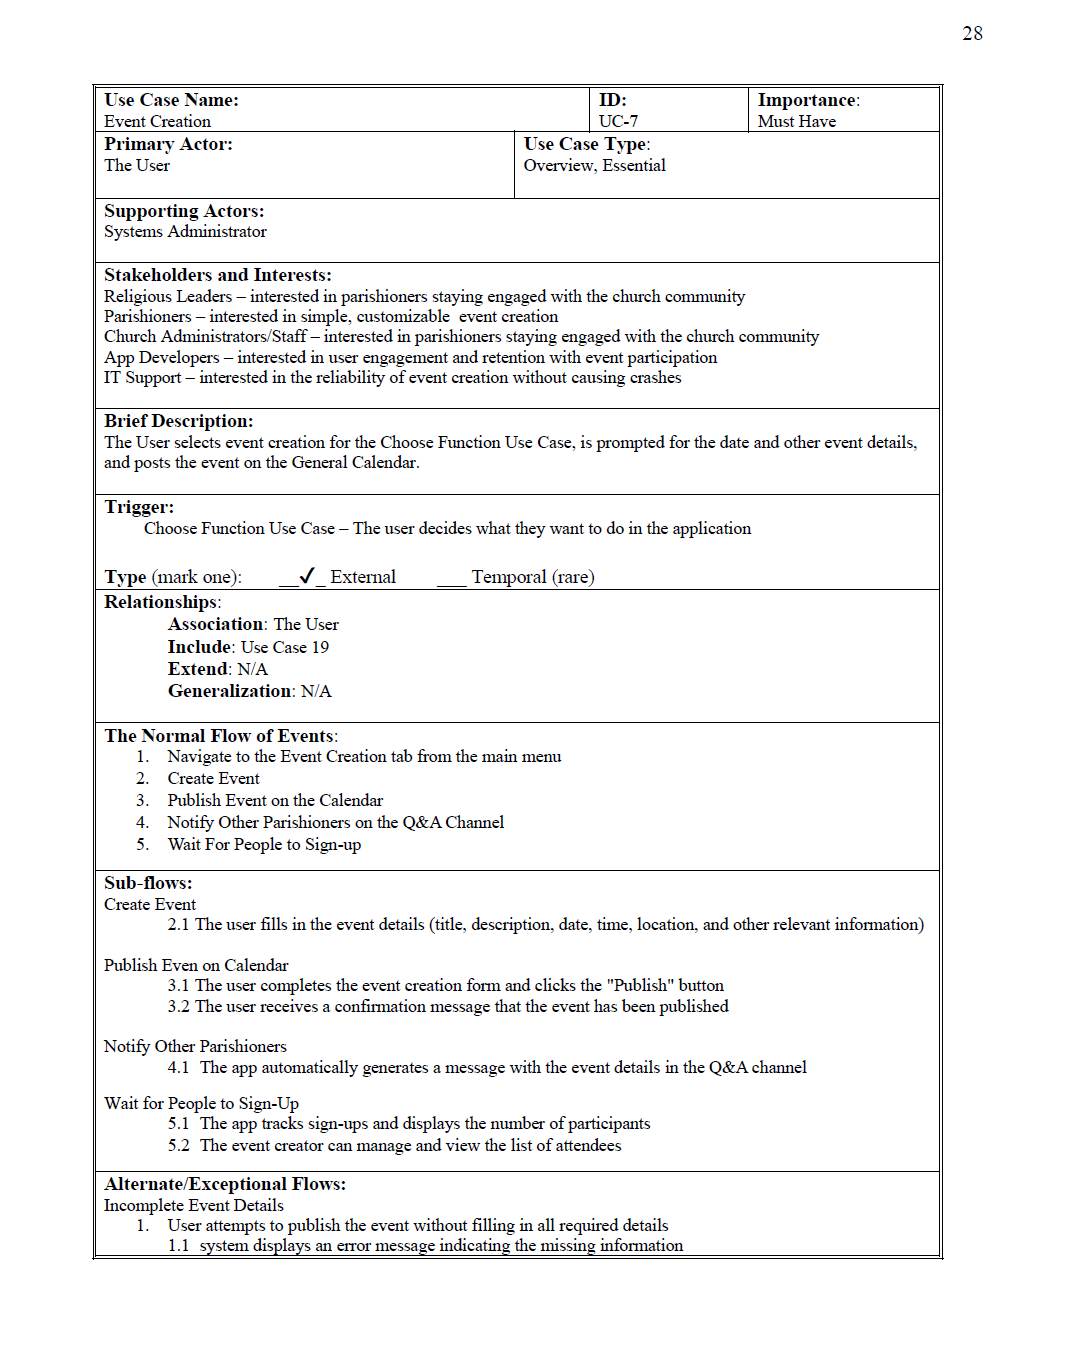 28
Use Case Name:
Event Creation
ID:
UC-7
Importance:
Must Have
Primary Actor:
The User
Use Case Type:
Overview, Essential
Supporting Actors:
Systems Administrator
Stakeholders and Interests:
Religious Leaders – interested in parishioners staying engaged with the church community
Parishioners – interested in simple, customizable  event creation
Church Administrators/Staff – interested in parishioners staying engaged with the church community
App Developers – interested in user engagement and retention with event participation
IT Support – interested in the reliability of event creation without causing crashes
Brief Description:
The User selects event creation for the Choose Function Use Case, is prompted for the date and other event details,
and posts the event on the General Calendar.
Trigger:
Choose Function Use Case – The user decides what they want to do in the application
Type (mark one): __✓_ External ___ Temporal (rare)
Relationships:
Association: The User
Include: Use Case 19
Extend: N/A
Generalization: N/A
The Normal Flow of Events:
1. Navigate to the Event Creation tab from the main menu
2. Create Event
3. Publish Event on the Calendar
4. Notify Other Parishioners on the Q&A Channel
5. Wait For People to Sign-up
Sub-flows:
Create Event
2.1 The user fills in the event details (title, description, date, time, location, and other relevant information)
Publish Even on Calendar
3.1 The user completes the event creation form and clicks the "Publish" button
3.2 The user receives a confirmation message that the event has been published
Notify Other Parishioners
4.1 The app automatically generates a message with the event details in the Q&A channel
Wait for People to Sign-Up
5.1 The app tracks sign-ups and displays the number of participants
5.2 The event creator can manage and view the list of attendees
Alternate/Exceptional Flows:
Incomplete Event Details
1. User attempts to publish the event without filling in all required details
1.1 system displays an error message indicating the missing information